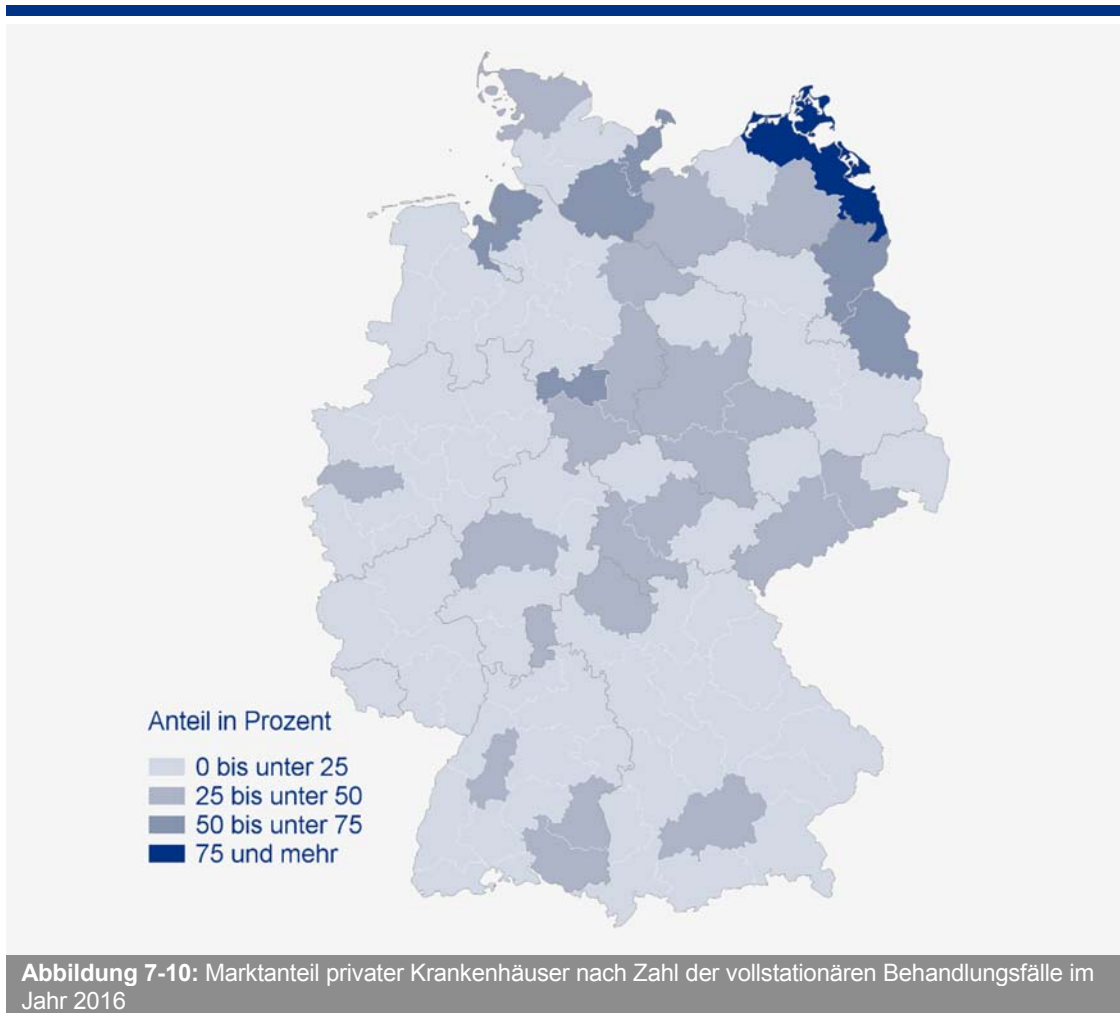 Anteil in Prozent
0 bis unter 25
25 bis unter 50
50 bis unter 75
75 und mehr
Abbildung 7-10: Marktanteil privater Krankenhäuser nach Zahl der vollstationären Behandlungsfälle im
Jahr 2016